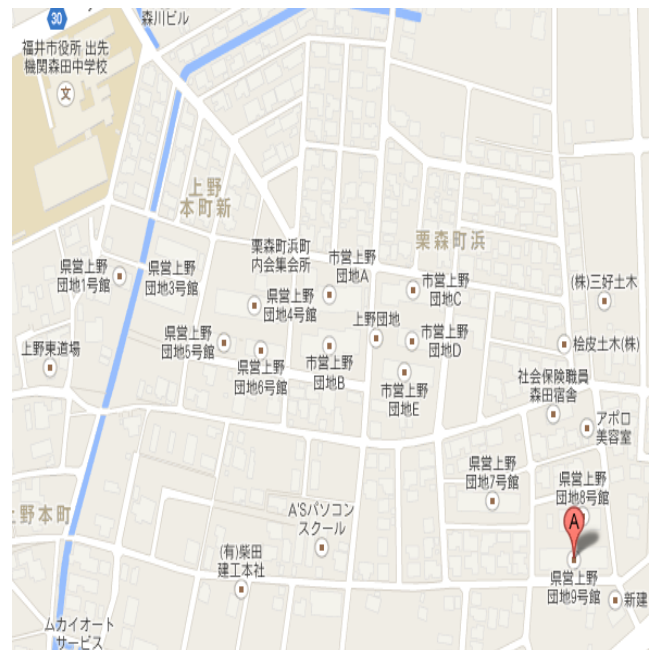 森川ビル
30
福井市役所 出先
機関森田中学校
文
上野
本町新
栗森町浜
栗森町浜町
内会集会所
市営上野
団地A
県営上野
団地1号館
県営上野
団地3号館
県営上野
団地4号館
市営上野
団地C
(株)三好土木
上野団地
県営上野
団地5号館
市営上野
団地D
桧皮土木(株)
上野東道場
県営上野
団地6号館
市営上野
団地B
市営上野
団地E
社会保険職員
森田宿舎
アポロ
美容室
県営上野
団地7号館
県営上野
団地8号館
上野本町
A'Sパソコン
スクール
A
(有)柴田
建工本社
県営上野
団地9号館
新建
ムカイオート
サービス